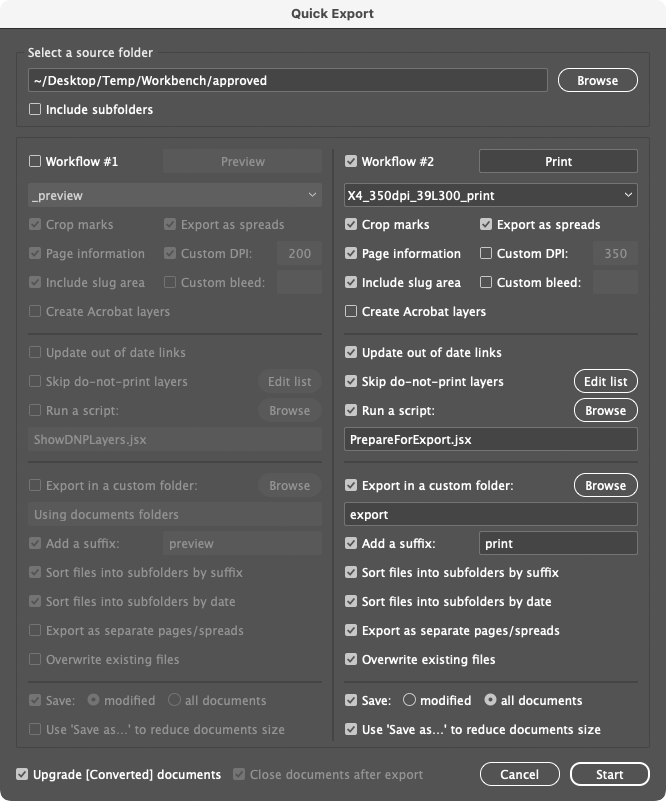 Quick Export
Select a source folder
~/Desktop/Temp/Workbench/approved
Browse
Include subfolders
Workflow #1
Preview
_preview
Crop marks
Export as spreads
Page information
Custom DPI:
200
Include slug area
Custom bleed:
Create Acrobat layers
Update out of date links
Skip do-not-print layers
Edit list
Run a script:
Browse
ShowDNPLayers.jsx
Export in a custom folder:
Browse
Using documents folders
Add a suffix:
preview
Sort files into subfolders by suffix
Sort files into subfolders by date
Export as separate pages/spreads
Overwrite existing files
Save:
modified
all documents
Use 'Save as...' to reduce documents size
Workflow #2
Print
X4_350dpi_39L300_print
Crop marks
Export as spreads
Page information
Custom DPI:
350
Include slug area
Custom bleed:
Create Acrobat layers
Update out of date links
Skip do-not-print layers
Edit list
Run a script:
Browse
PrepareForExport.jsx
Export in a custom folder:
Browse
export
Add a suffix:
print
Sort files into subfolders by suffix
Sort files into subfolders by date
Export as separate pages/spreads
Overwrite existing files
Save:
modified
all documents
Use 'Save as...' to reduce documents size
Upgrade [Converted] documents
Close documents after export
Cancel
Start